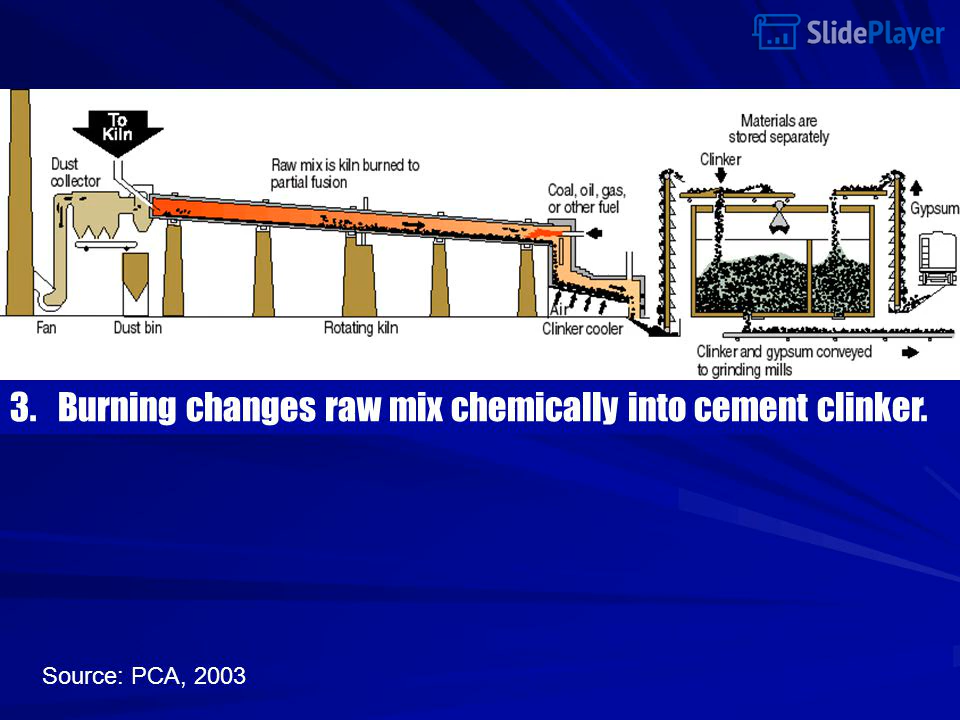 SlidePlayer
To
Kiln
Dust
collector
Raw mix is kiln burned to
partial fusion
Coal, oil, gas,
or other fuel
Materials are
stored separately
Clinker
Gypsum
Fan
Dust bin
Rotating kiln
Air
Clinker cooler
Clinker and gypsum conveyed
to grinding mills
3. Burning changes raw mix chemically into cement clinker.
Source: PCA, 2003